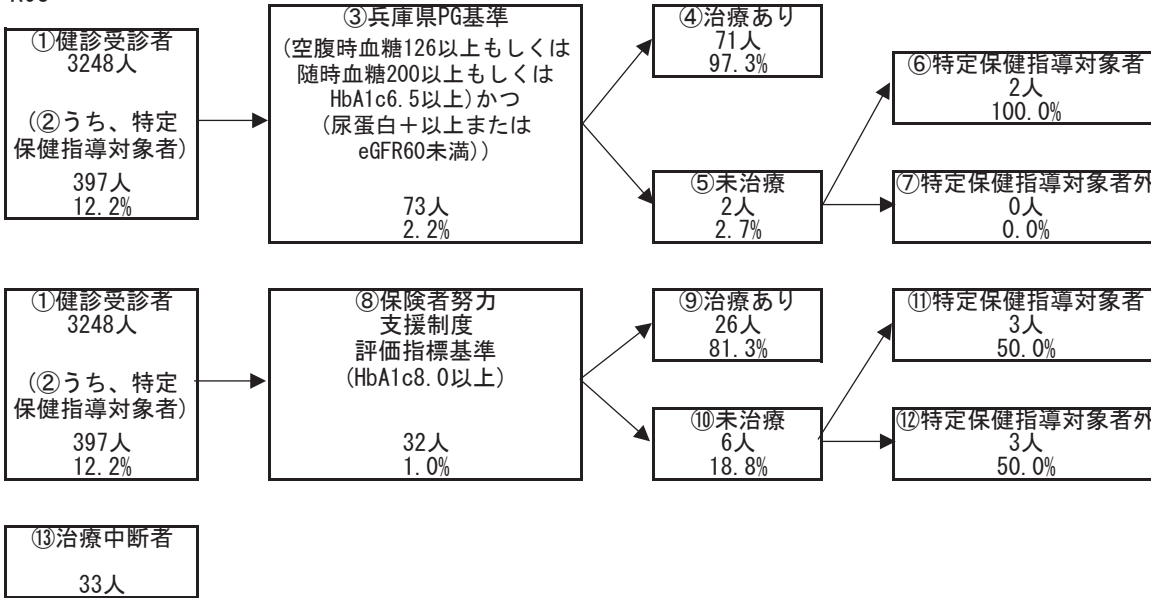 ①健診受診者
3248人
(②うち、特定
保健指導対象者)
397人
12.2%
③兵庫県PG基準
(空腹時血糖126以上もしくは
随時血糖200以上もしくは
HbA1c6.5以上)かつ
(尿蛋白+以上または
eGFR60未満))
73人
2.2%
④治療あり
71人
97.3%
⑤未治療
2人
2.7%
⑥特定保健指導対象者
2人
100.0%
⑦特定保健指導対象者外
0人
0.0%
①健診受診者
3248人
(②うち、特定
保健指導対象者)
397人
12.2%
⑧保険者努力
支援制度
評価指標基準
(HbA1c8.0以上)
32人
1.0%
⑨治療あり
26人
81.3%
⑩未治療
6人
18.8%
⑪特定保健指導対象者
3人
50.0%
⑫特定保健指導対象者外
3人
50.0%
⑬治療中断者
33人